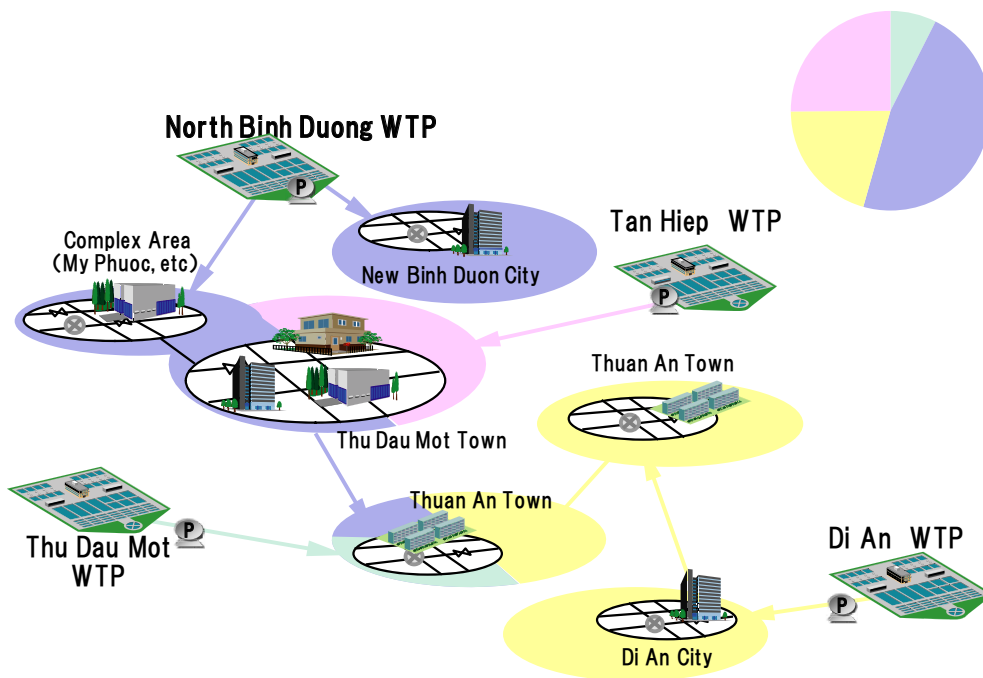 North Binh Duong WTP
P
Complex Area
(My Phuoc, etc)
New Binh Duon City
Tan Hiep WTP
P
Thuan An Town
Thu Dau Mot Town
Thuan An Town
P
Thu Dau Mot
WTP
Di An WTP
P
Di An City